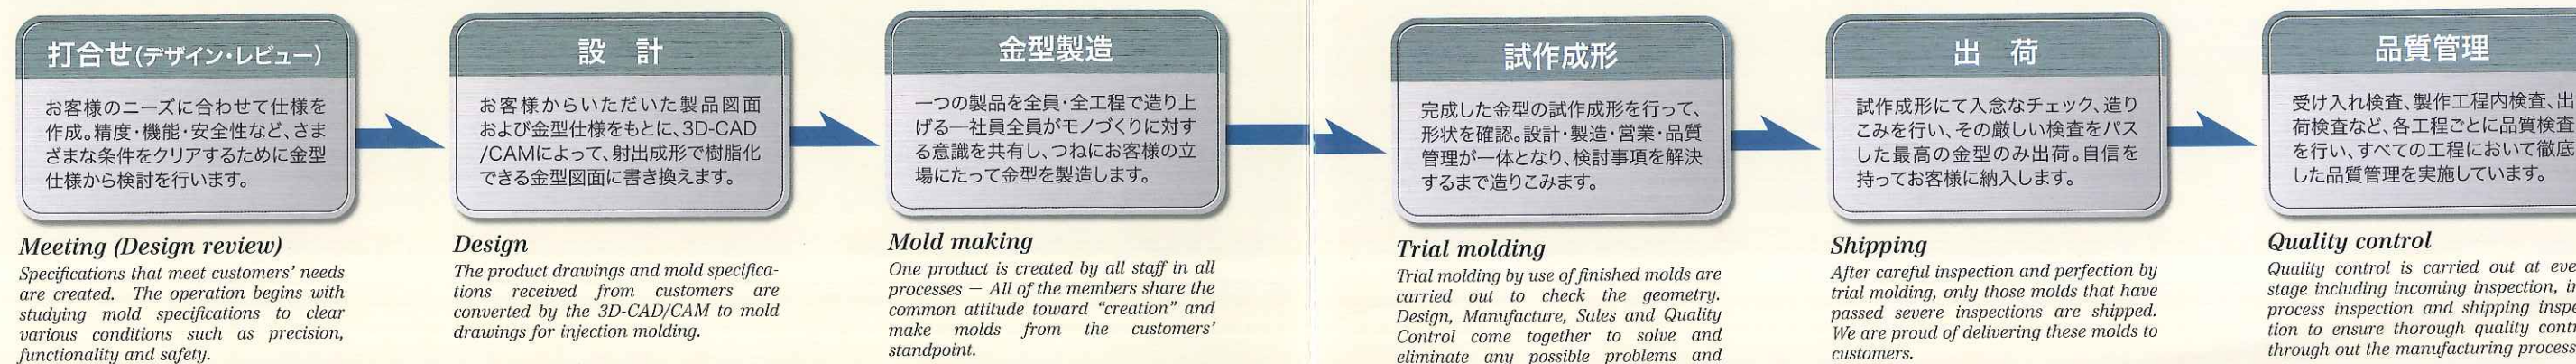 打合せ(デザイン・レビュー)
お客様のニーズに合わせて仕様を
作成。精度・機能・安全性など、さま
ざまな条件をクリアするために金型
仕様から検討を行います。
Meeting (Design review)
Specifications that meet customers' needs
are created. The operation begins with
studying mold specifications to clear
various conditions such as precision,
functionality and safety.
設 計
お客様からいただいた製品図面
および金型仕様をもとに、3D-CAD
/CAMによって、射出成形で樹脂化
できる金型図面に書き換えます。
Design
The product drawings and mold specifica-
tions received from customers are
converted by the 3D-CAD/CAM to mold
drawings for injection molding.
金型製造
一つの製品を全員・全工程で造り上
げる―社員全員がモノづくりに対す
る意識を共有し、つねにお客様の立
場にたって金型を製造します。
Mold making
One product is created by all staff in all
processes — All of the members share the
common attitude toward “creation” and
make molds from the customers'
standpoint.
試作成形
完成した金型の試作成形を行って、
形状を確認。設計・製造・営業・品質
管理が一体となり、検討事項を解決
するまで造りこみます。
Trial molding
Trial molding by use of finished molds are
carried out to check the geometry.
Design, Manufacture, Sales and Quality
Control come together to solve and
eliminate any possible problems and
出 荷
試作成形にて入念なチェック、造り
こみを行い、その厳しい検査をパス
した最高の金型のみ出荷。自信を
持ってお客様に納入します。
Shipping
After careful inspection and perfection by
trial molding, only those molds that have
passed severe inspections are shipped.
We are proud of delivering these molds to
customers.
品質管理
受け入れ検査、製作工程内検査、出
荷検査など、各工程ごとに品質検査
を行い、すべての工程において徹底
した品質管理を実施しています。
Quality control
Quality control is carried out at eve
stage including incoming inspection, in
process inspection and shipping inspe
tion to ensure thorough quality contr
through out the manufacturing process